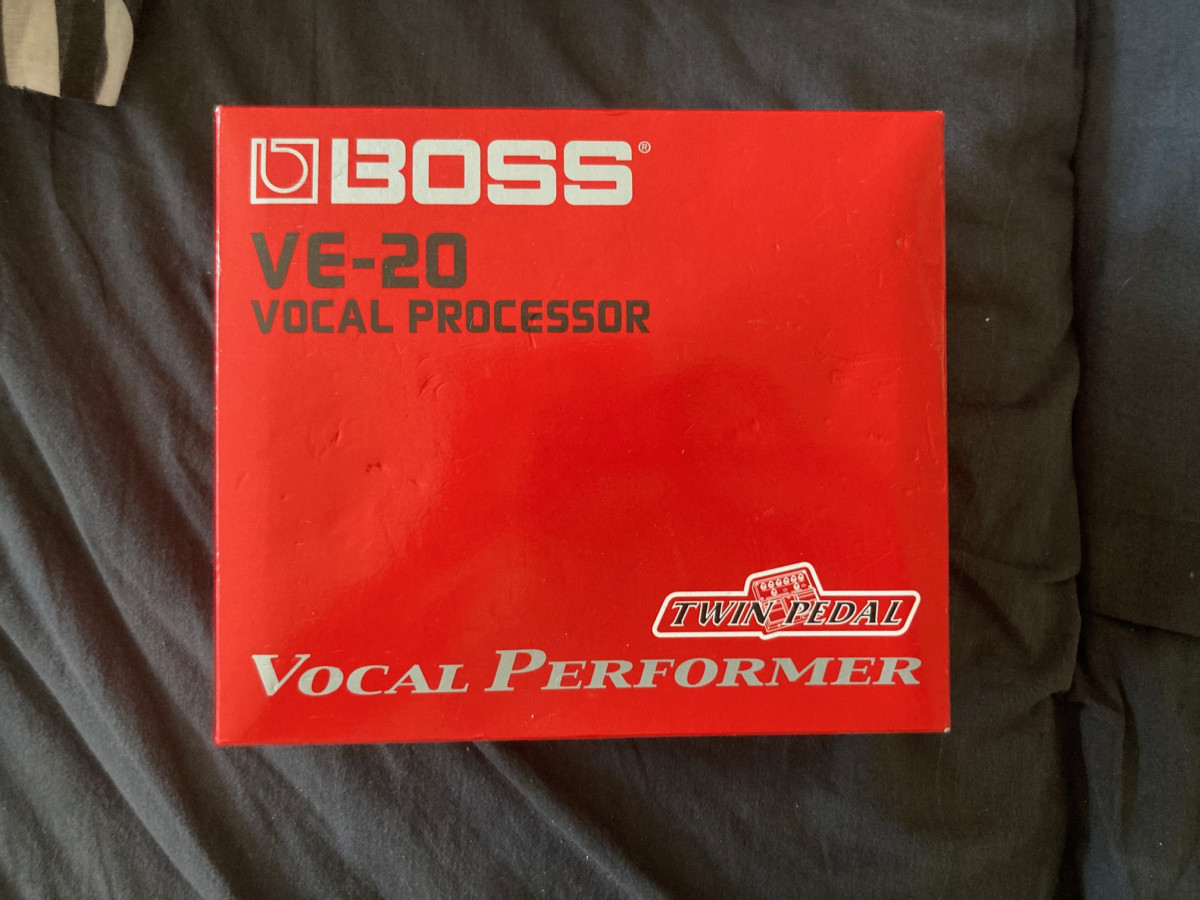 BOSS®
VE-20
VOCAL PROCESSOR
TWIN PEDAL
VOCAL PERFORMER